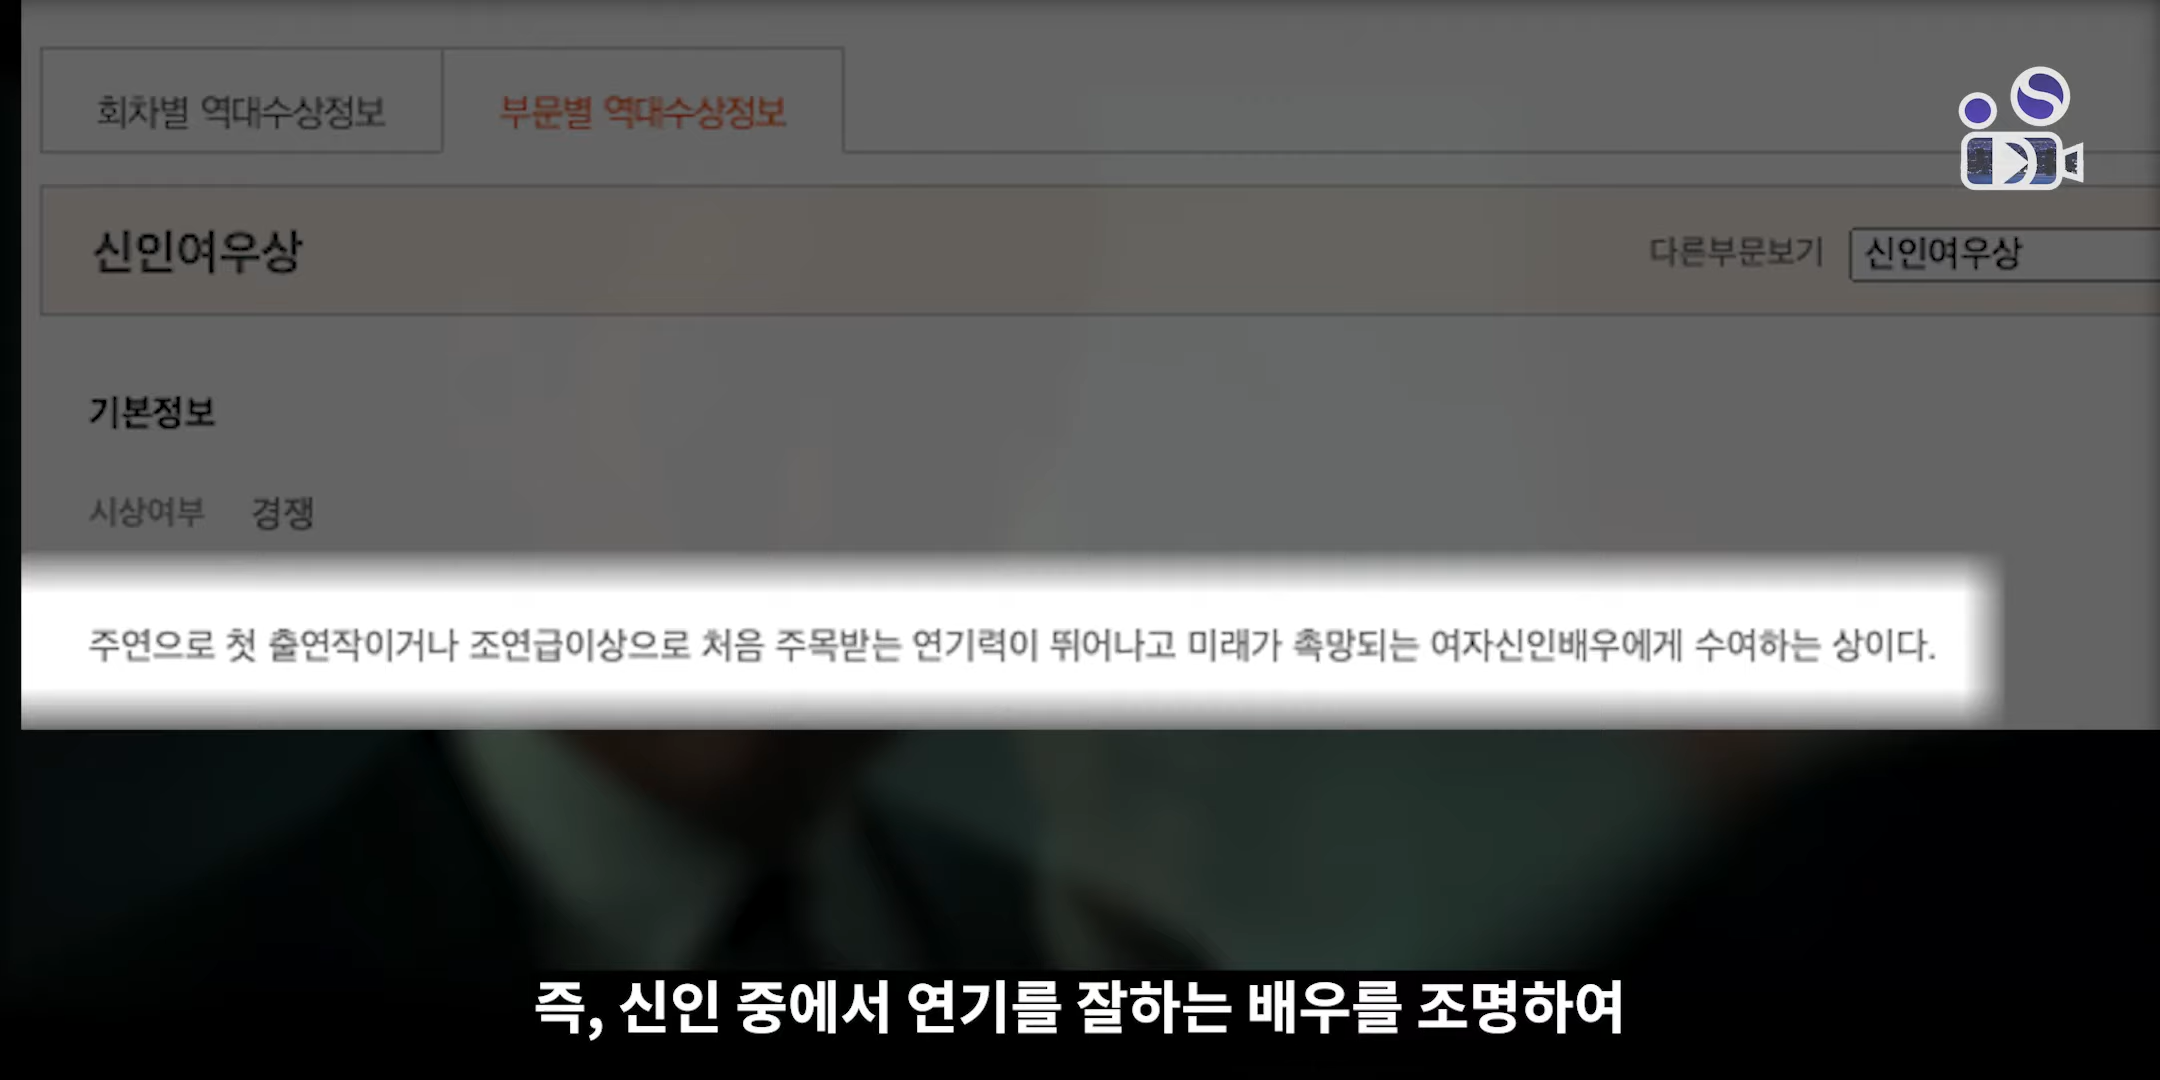 회차별 역대수상정보
부문별 역대수상정보
신인여우상
다른부문보기
신인여우상
기본정보
시상여부 경쟁
주연으로 첫 출연작이거나 조연급이상으로 처음 주목받는 연기력이 뛰어나고 미래가 촉망되는 여자신인배우에게 수여하는 상이다.
즉, 신인 중에서 연기를 잘하는 배우를 조명하여